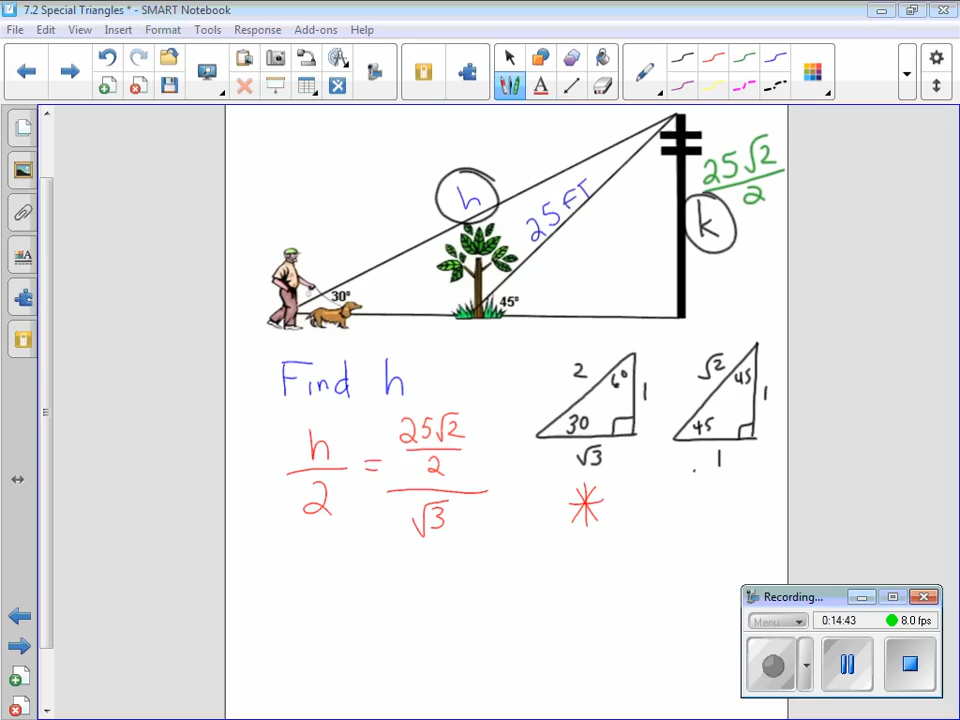 7.2 Special Triangles * - SMART Notebook
File Edit View Insert Format Tools Response Add-ons Help
h
25 FT
25√2
2
k
30°
45°
Find h
h
2
=
25√2
2
√3
2
60
1
30
√3
√2
45
1
45
1
*
Recording...
Menu
0:14:43
8.0 fps